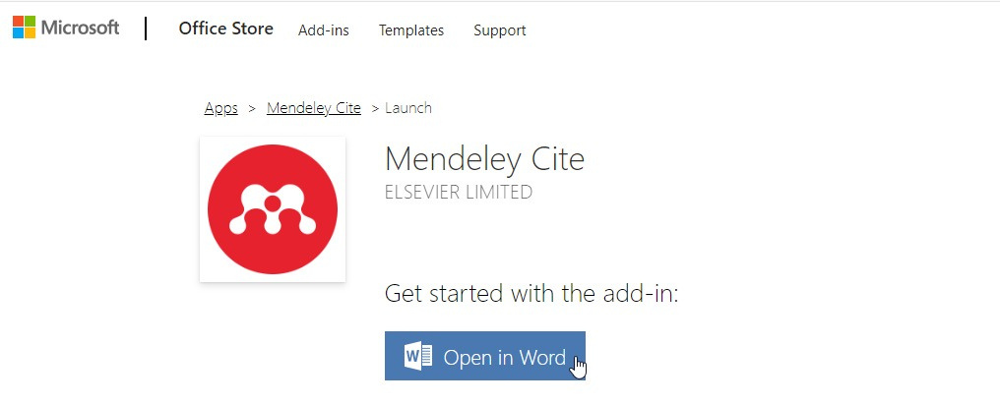 Microsoft Office Store Add-ins Templates Support
Apps > Mendeley Cite > Launch
Mendeley Cite
ELSEVIER LIMITED
Get started with the add-in:
W Open in Word